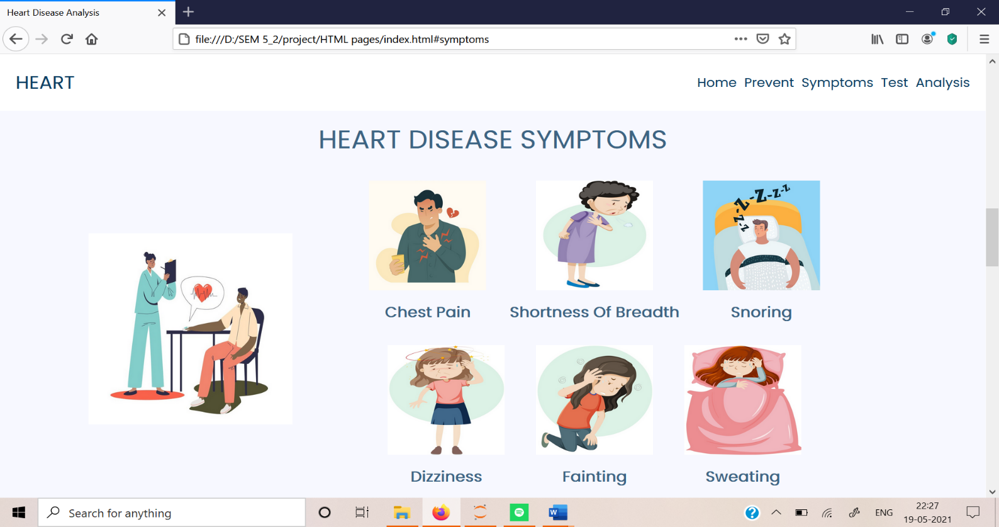 Heart Disease Analysis
file:///D:/SEM 5_2/project/HTML pages/index.html#symptoms
HEART
Home Prevent Symptoms Test Analysis
HEART DISEASE SYMPTOMS
Z-Z-Z-Z-Z-Z-Z
Chest Pain Shortness Of Breadth Snoring
Dizziness Fainting Sweating
Search for anything
W
ENG
22:27
19-05-2021